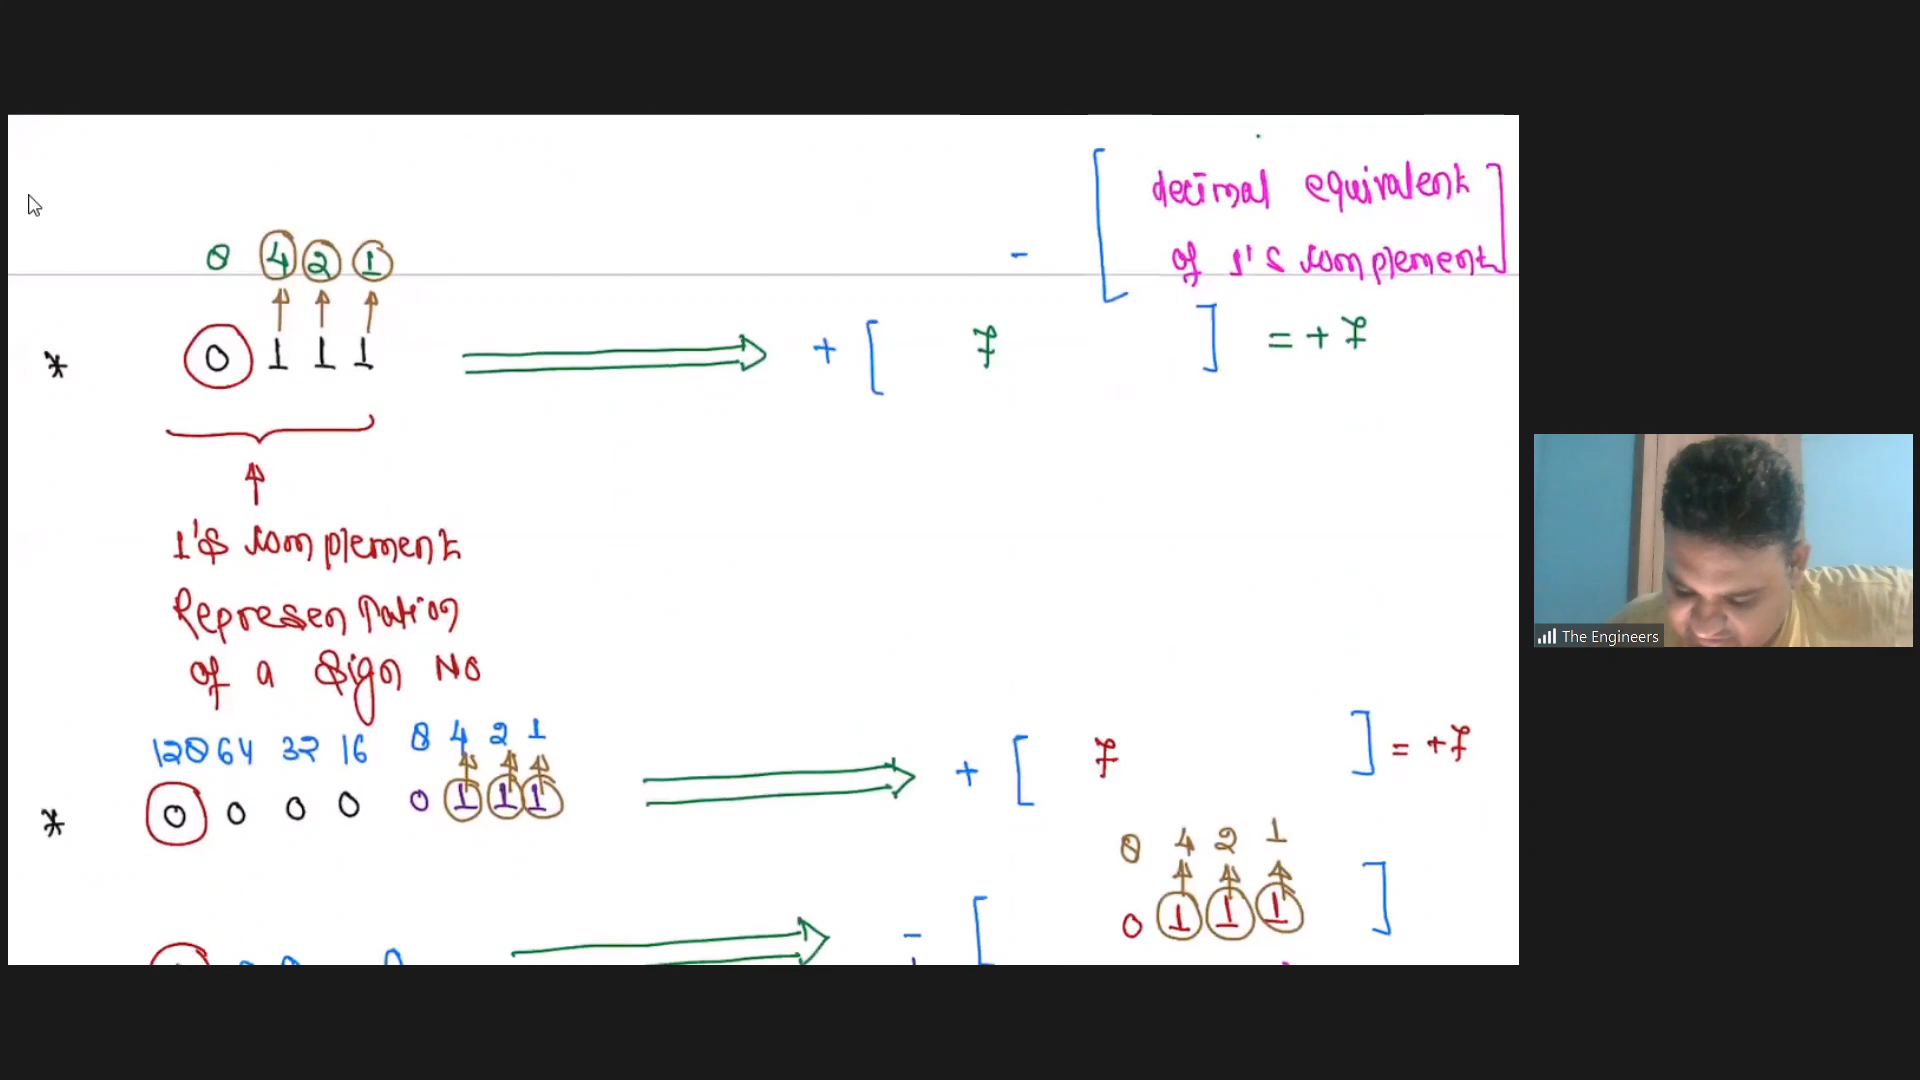 decimal equivalent
- [ of 1's complement ]
8 4 2 1
* 0 1 1 1 + [ 7 ] = + 7
1's complement
Representation
of a Sign No
128 64 32 16 8 4 2 1
* 0 0 0 0 0 1 1 1 + [ 7 ] = +7
8 4 2 1
- [ 0 1 1 1 ]
The Engineers